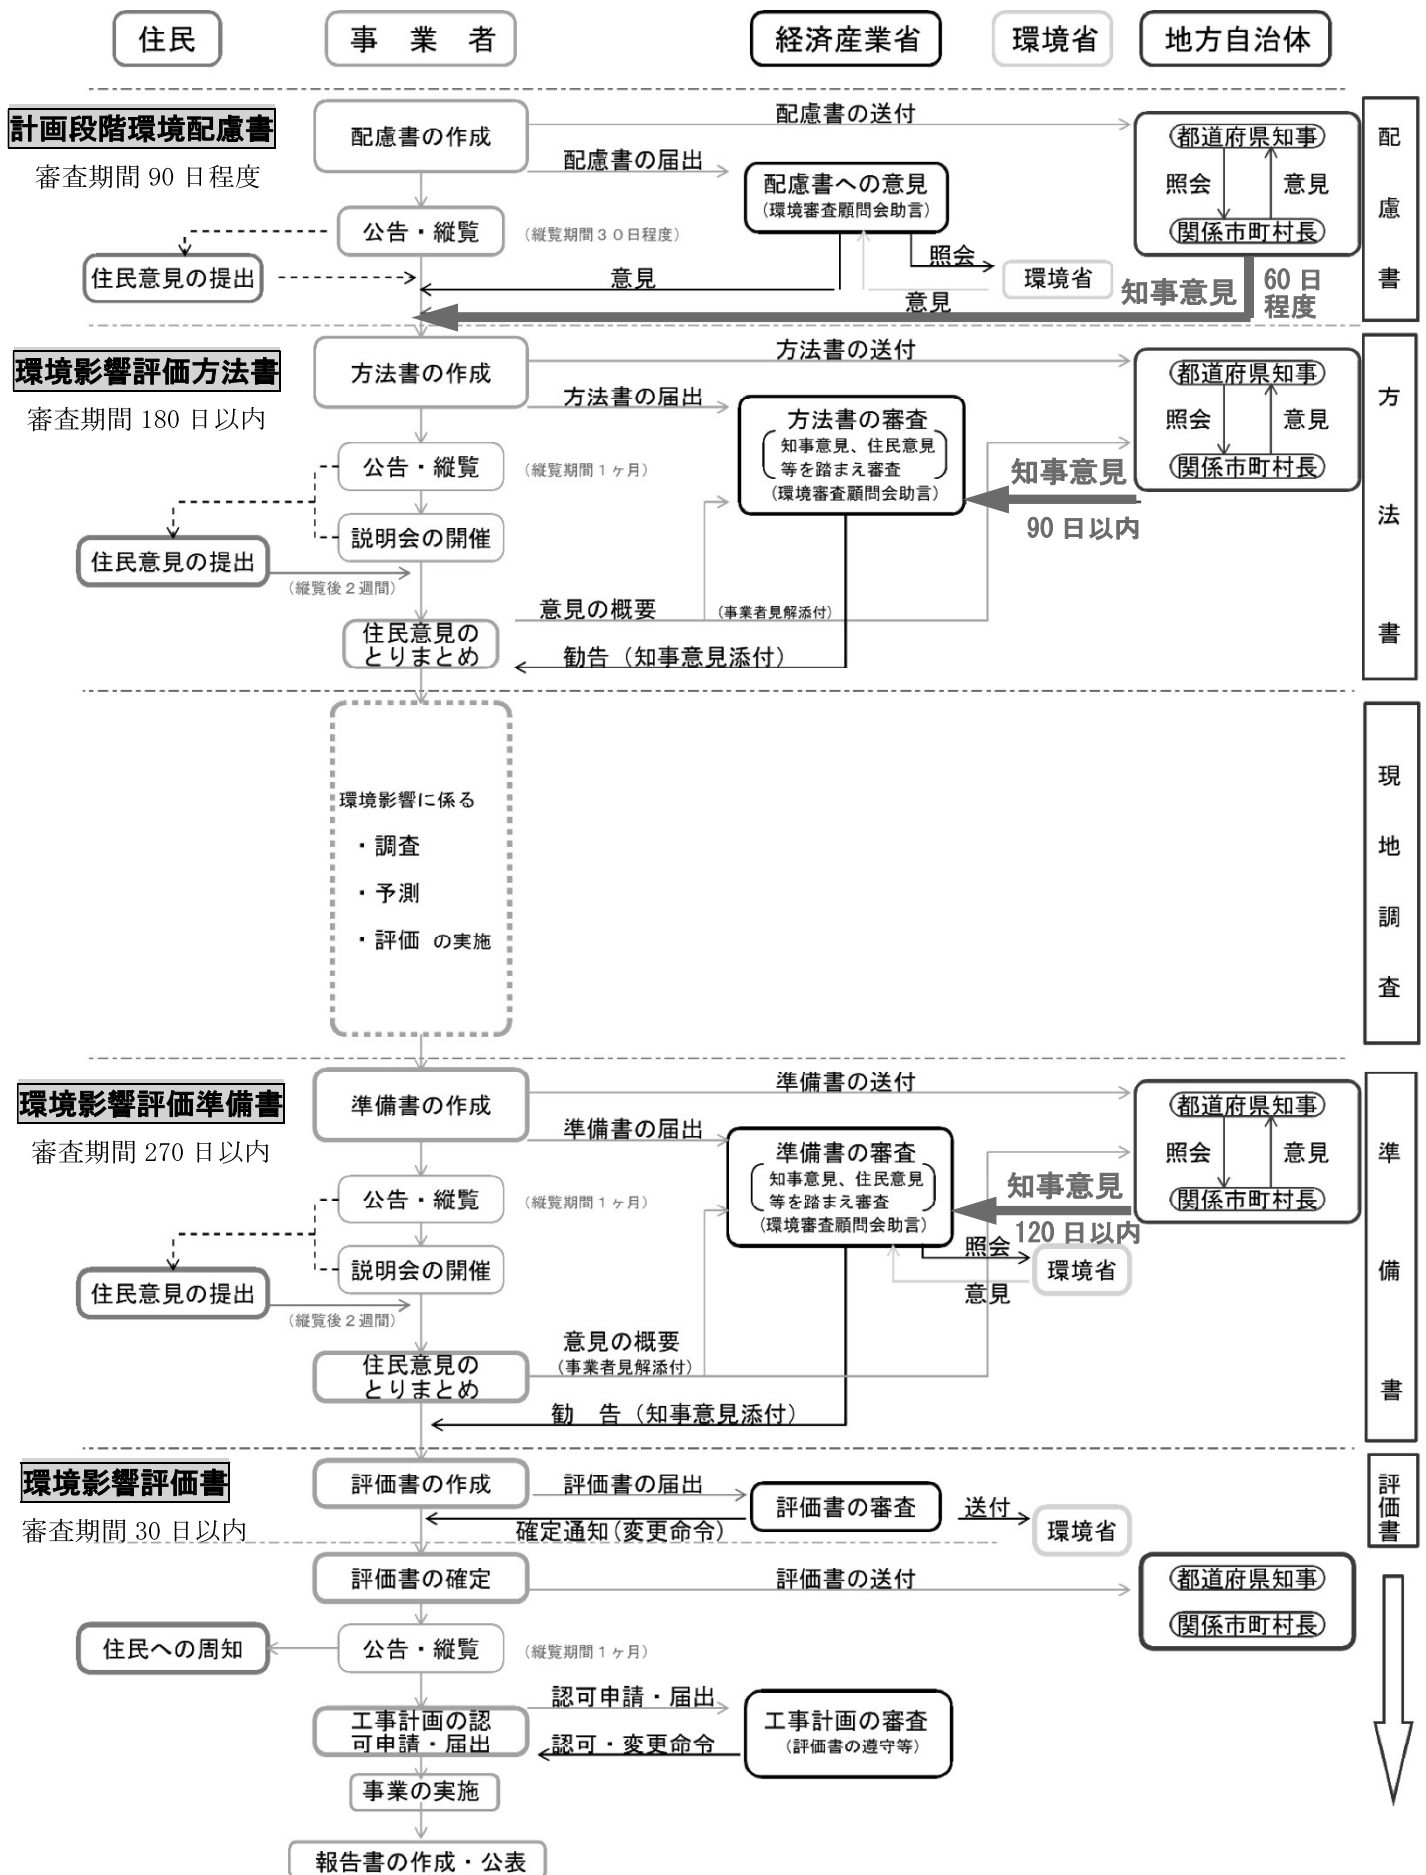 住民
事　業　者
経済産業省
環境省
地方自治体
計画段階環境配慮書
審査期間 90 日程度
配慮書の作成
配慮書の送付
配慮書の届出
配慮書への意見
(環境審査顧問会助言)
都道府県知事
照会
意見
関係市町村長
配慮書
公告・縦覧
(縦覧期間３０日程度)
住民意見の提出
意見
照会
環境省
意見
知事意見
60 日
程度
環境影響評価方法書
審査期間 180 日以内
方法書の作成
方法書の送付
方法書の届出
方法書の審査
知事意見、住民意見
等を踏まえ審査
(環境審査顧問会助言)
都道府県知事
照会
意見
関係市町村長
知事意見
90 日以内
方法書
公告・縦覧
(縦覧期間１ヶ月)
説明会の開催
住民意見の提出
(縦覧後２週間)
意見の概要
(事業者見解添付)
住民意見の
とりまとめ
勧告（知事意見添付）
環境影響に係る
・調査
・予測
・評価 の実施
現地調査
環境影響評価準備書
審査期間 270 日以内
準備書の作成
準備書の送付
準備書の届出
準備書の審査
知事意見、住民意見
等を踏まえ審査
(環境審査顧問会助言)
都道府県知事
照会
意見
関係市町村長
知事意見
120 日以内
照会
環境省
意見
準備書
公告・縦覧
(縦覧期間１ヶ月)
説明会の開催
住民意見の提出
(縦覧後２週間)
意見の概要
(事業者見解添付)
住民意見の
とりまとめ
勧　告（知事意見添付）
環境影響評価書
審査期間 30 日以内
評価書の作成
評価書の届出
評価書の審査
送付
環境省
確定通知(変更命令)
評価書
評価書の確定
評価書の送付
都道府県知事
関係市町村長
住民への周知
公告・縦覧
(縦覧期間１ヶ月)
工事計画の認
可申請・届出
認可申請・届出
認可・変更命令
工事計画の審査
(評価書の遵守等)
事業の実施
報告書の作成・公表